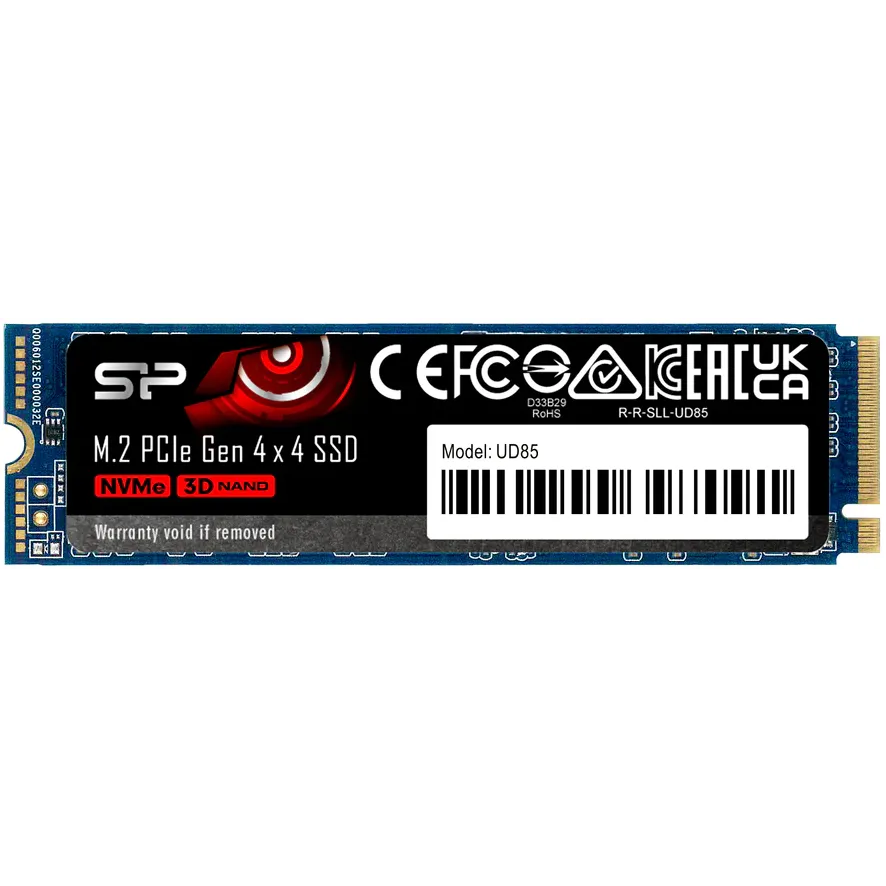 Q006012SE000032E
SP
M.2 PCIe Gen 4 x 4 SSD
NVMe 3D NAND
Warranty void if removed
CE FC EAC UK CA
D33B29
RoHS
R-R-SLL-UD85
Model: UD85